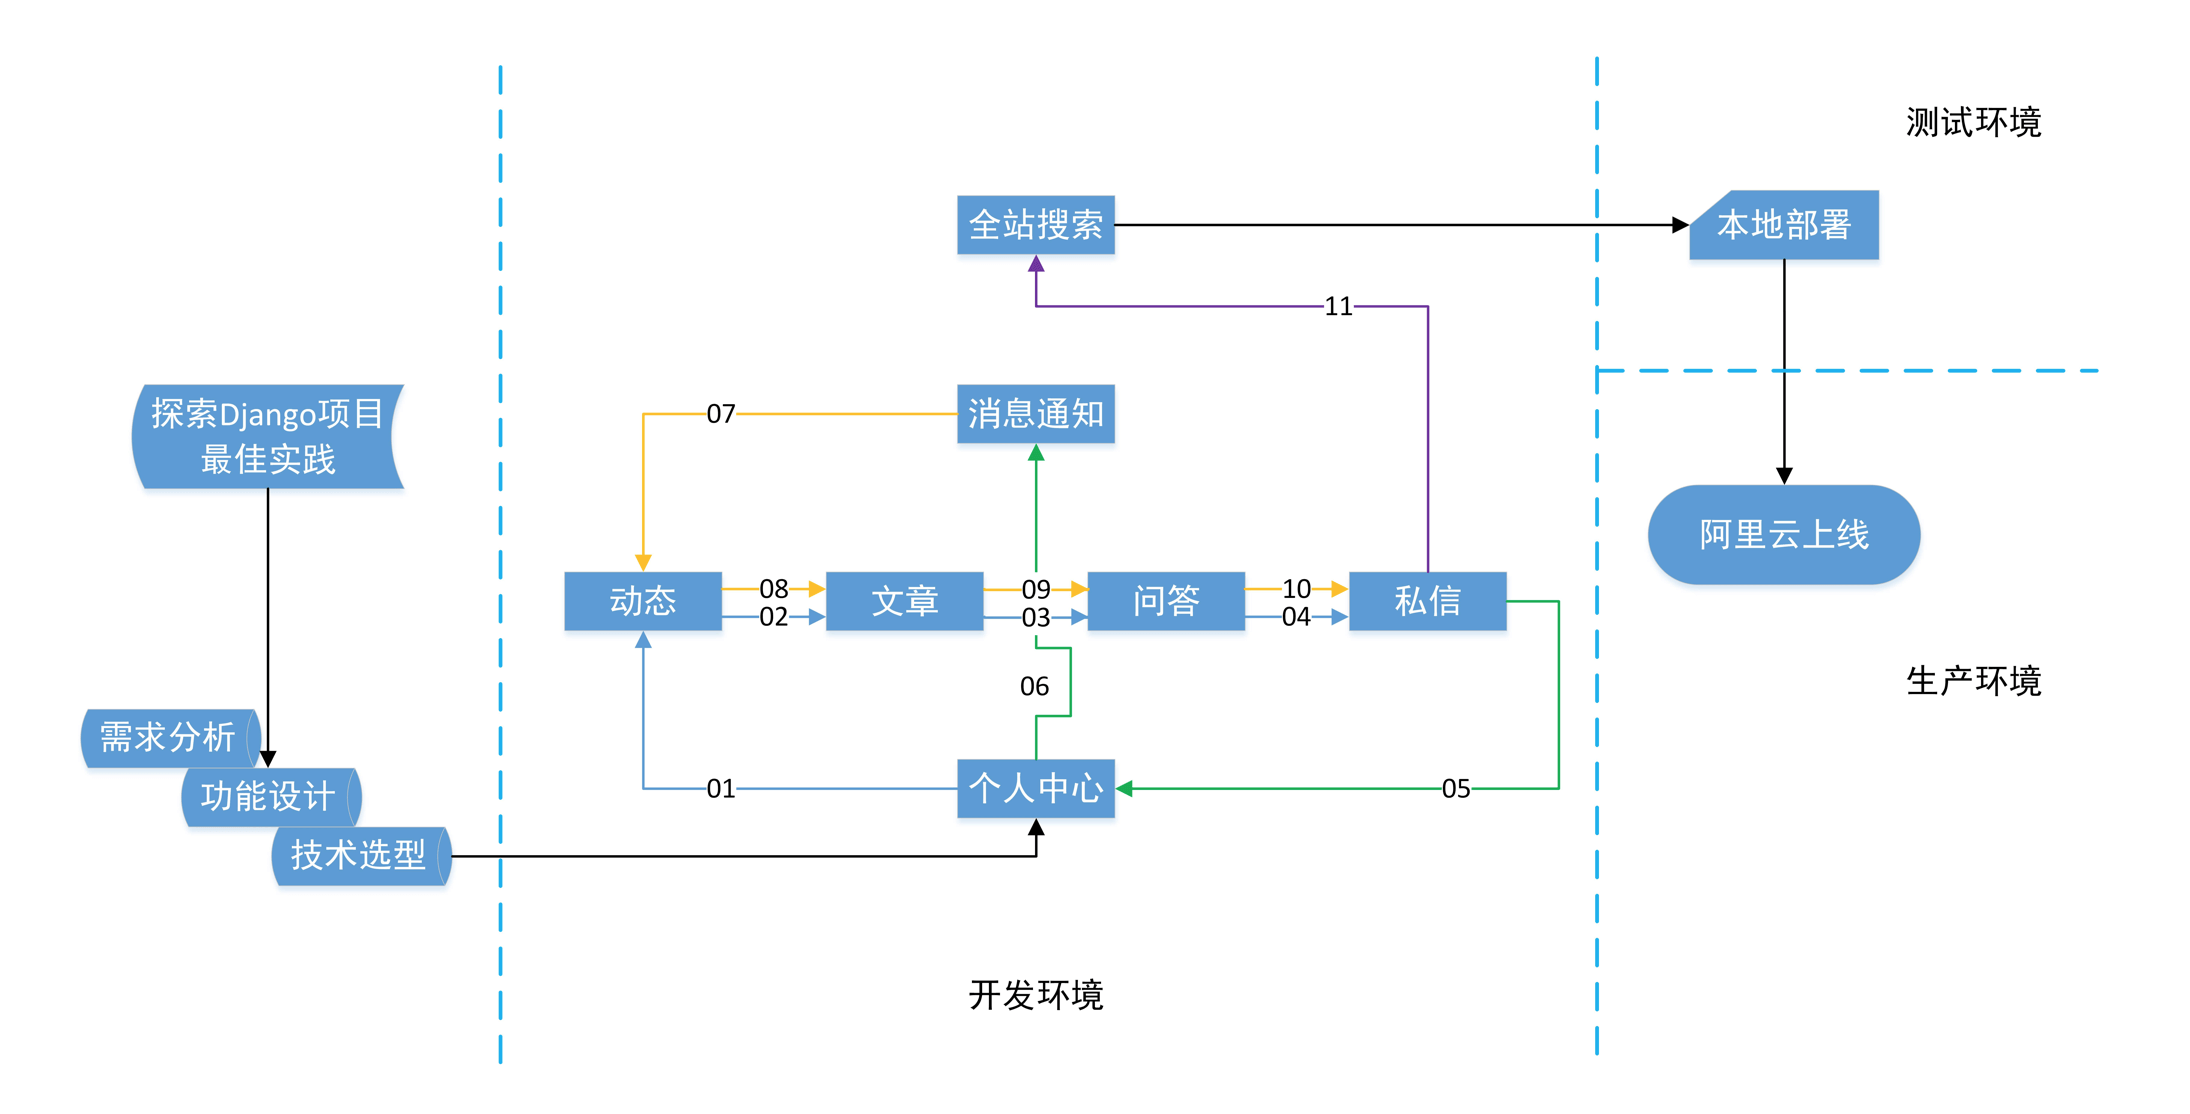 探索Django项目
最佳实践
需求分析
功能设计
技术选型
全站搜索
11
07
消息通知
动态
08
02
文章
09
03
问答
10
04
私信
06
01
个人中心
05
开发环境
测试环境
本地部署
阿里云上线
生产环境